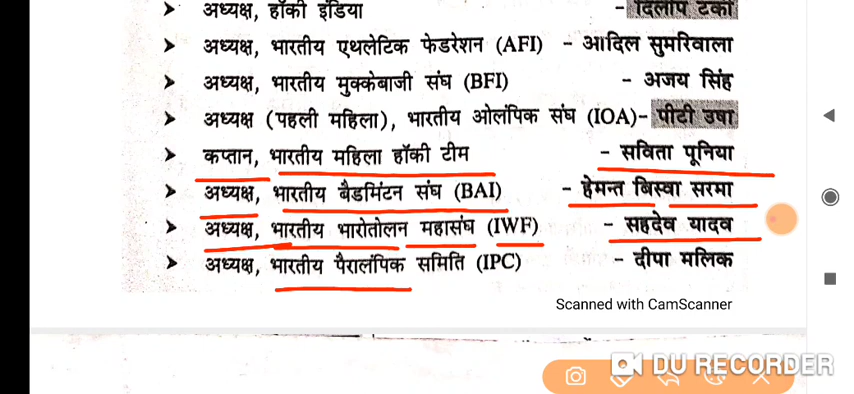 ➤ अध्यक्ष, हॉकी इंडिया - दिलीप टिर्की
➤ अध्यक्ष, भारतीय एथलेटिक फेडरेशन (AFI) - आदिल सुमरिवाला
➤ अध्यक्ष, भारतीय मुक्केबाजी संघ (BFI) - अजय सिंह
➤ अध्यक्ष (पहली महिला), भारतीय ओलंपिक संघ (IOA)- पीटी उषा
➤ कप्तान, भारतीय महिला हॉकी टीम - सविता पूनिया
➤ अध्यक्ष, भारतीय बैडमिंटन संघ (BAI) - हेमन्त बिस्वा सरमा
➤ अध्यक्ष, भारतीय भारोतोलन महासंघ (IWF) - सहदेव यादव
➤ अध्यक्ष, भारतीय पैरालंपिक समिति (IPC) - दीपा मलिक
Scanned with CamScanner
DU RECORDER